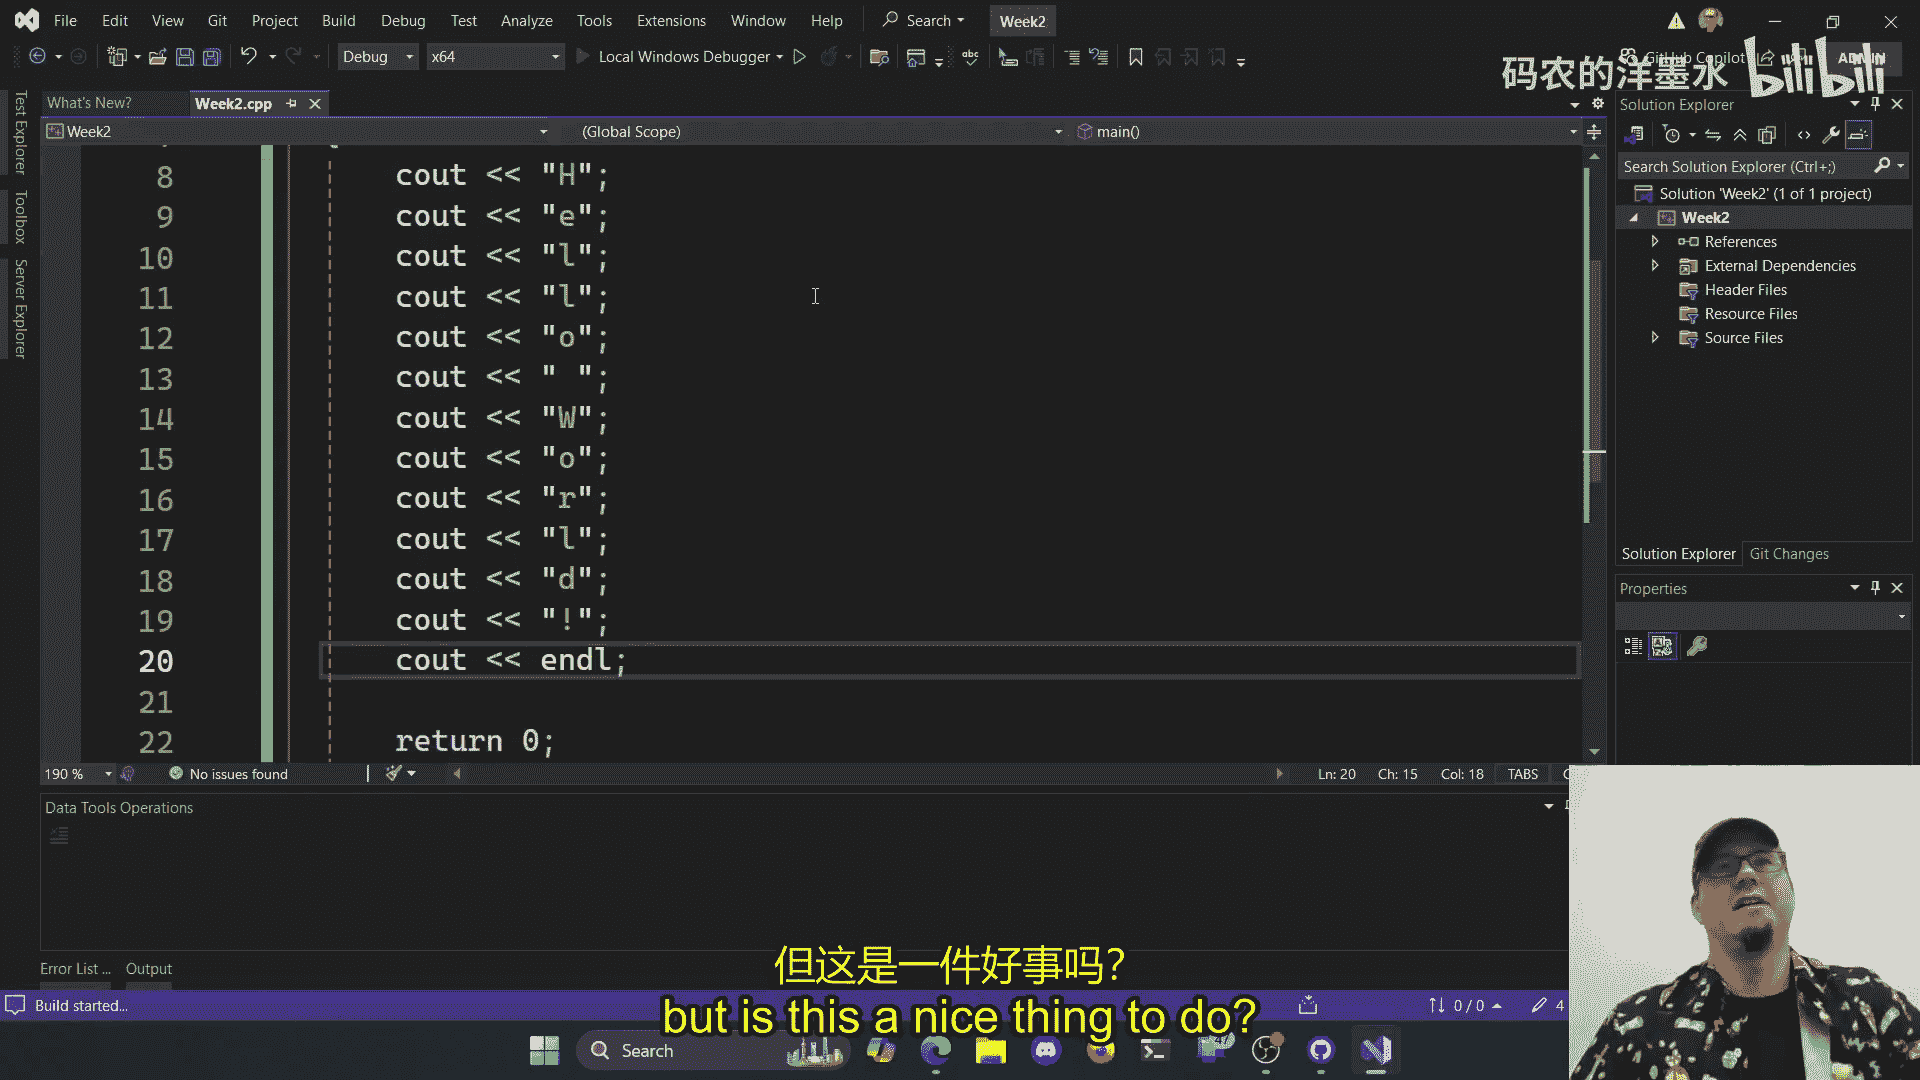 File Edit View Git Project Build Debug Test Analyze Tools Extensions Window Help Search Week2
Debug x64 Local Windows Debugger GitHub Copilot
码农的洋墨水 bilibili
What's New? Week2.cpp
Week2 (Global Scope) main()
Test Explorer
Toolbox
Server Explorer
8 cout << "H";
9 cout << "e";
10 cout << "l";
11 cout << "l";
12 cout << "o";
13 cout << " ";
14 cout << "W";
15 cout << "o";
16 cout << "r";
17 cout << "l";
18 cout << "d";
19 cout << "!";
20 cout << endl;
21
22 return 0;
190 % No issues found Ln: 20 Ch: 15 Col: 18 TABS
Solution Explorer
Search Solution Explorer (Ctrl+;)
Solution 'Week2' (1 of 1 project)
Week2
References
External Dependencies
Header Files
Resource Files
Source Files
Solution Explorer Git Changes
Properties
Data Tools Operations
Error List ... Output
但这是一件好事吗?
but is this a nice thing to do?
Build started... 0 / 0 4
Search